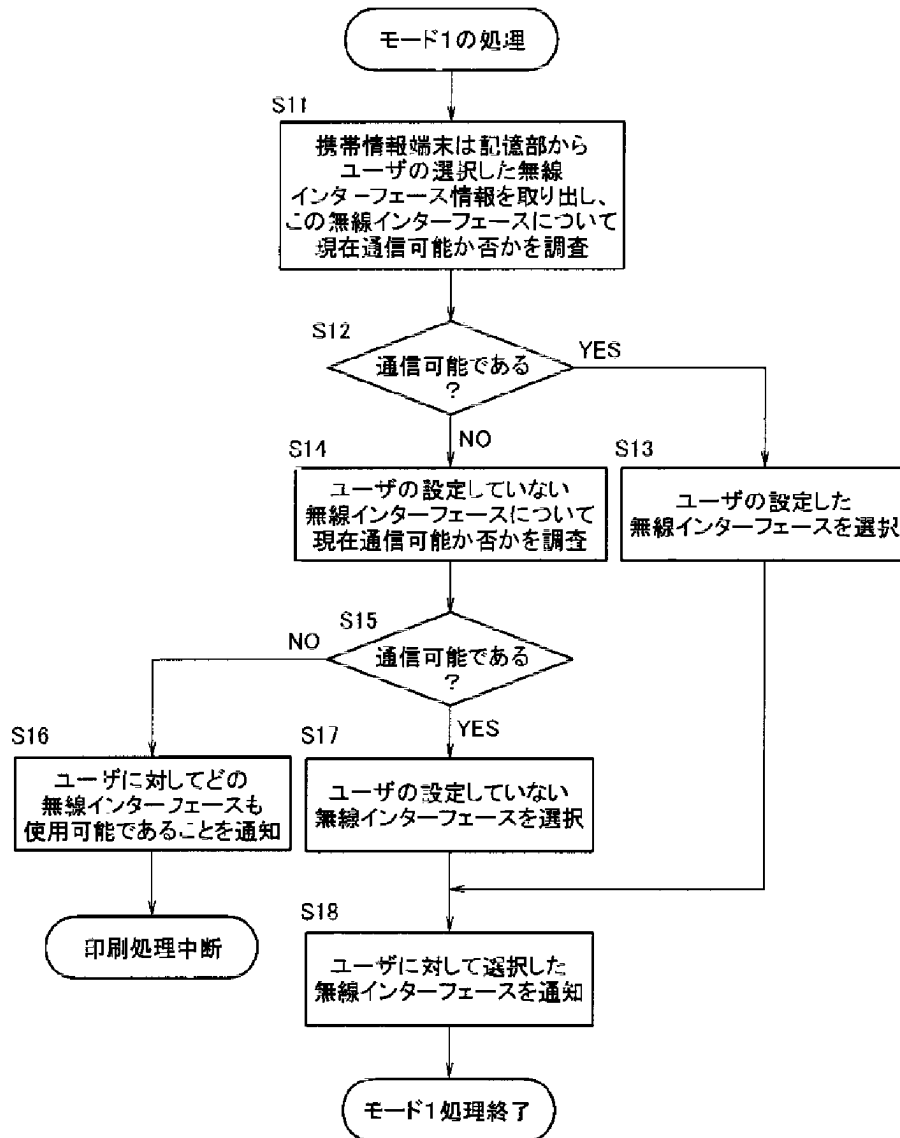 モード1の処理
S11
携帯情報端末は記憶部から
ユーザの選択した無線
インターフェース情報を取り出し、
この無線インターフェースについて
現在通信可能か否かを調査
S12
通信可能である
?
YES
NO
S14
ユーザの設定していない
無線インターフェースについて
現在通信可能か否かを調査
S13
ユーザの設定した
無線インターフェースを選択
S15
通信可能である
?
NO
YES
S16
ユーザに対してどの
無線インターフェースも
使用可能であることを通知
S17
ユーザの設定していない
無線インターフェースを選択
印刷処理中断
S18
ユーザに対して選択した
無線インターフェースを通知
モード1処理終了